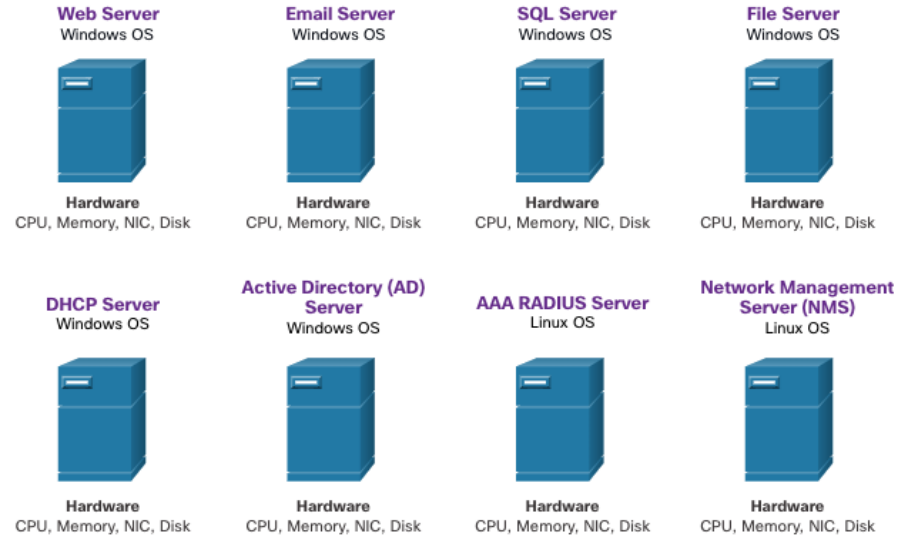 Web Server
Windows OS
Hardware
CPU, Memory, NIC, Disk
Email Server
Windows OS
Hardware
CPU, Memory, NIC, Disk
SQL Server
Windows OS
Hardware
CPU, Memory, NIC, Disk
File Server
Windows OS
Hardware
CPU, Memory, NIC, Disk
DHCP Server
Windows OS
Hardware
CPU, Memory, NIC, Disk
Active Directory (AD)
Server
Windows OS
Hardware
CPU, Memory, NIC, Disk
AAA RADIUS Server
Linux OS
Hardware
CPU, Memory, NIC, Disk
Network Management
Server (NMS)
Linux OS
Hardware
CPU, Memory, NIC, Disk